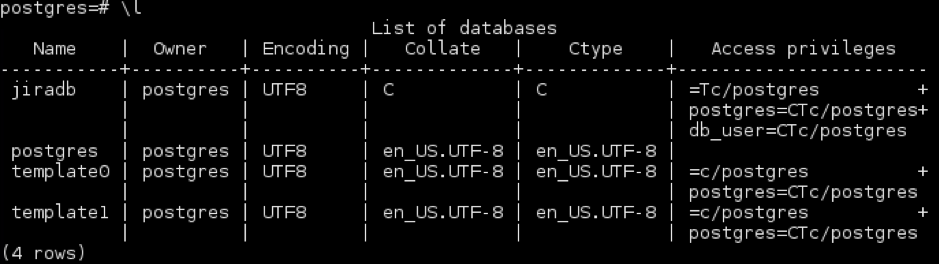 postgres=# \l
                                  List of databases
   Name    |  Owner   | Encoding |   Collate   |    Ctype    |   Access privileges
-----------+----------+----------+-------------+-------------+-----------------------
 jiradb    | postgres | UTF8     | C           | C           | =Tc/postgres         +
           |          |          |             |             | postgres=CTc/postgres+
           |          |          |             |             | db_user=CTc/postgres
 postgres  | postgres | UTF8     | en_US.UTF-8 | en_US.UTF-8 |
 template0 | postgres | UTF8     | en_US.UTF-8 | en_US.UTF-8 | =c/postgres          +
           |          |          |             |             | postgres=CTc/postgres
 template1 | postgres | UTF8     | en_US.UTF-8 | en_US.UTF-8 | =c/postgres          +
           |          |          |             |             | postgres=CTc/postgres
(4 rows)